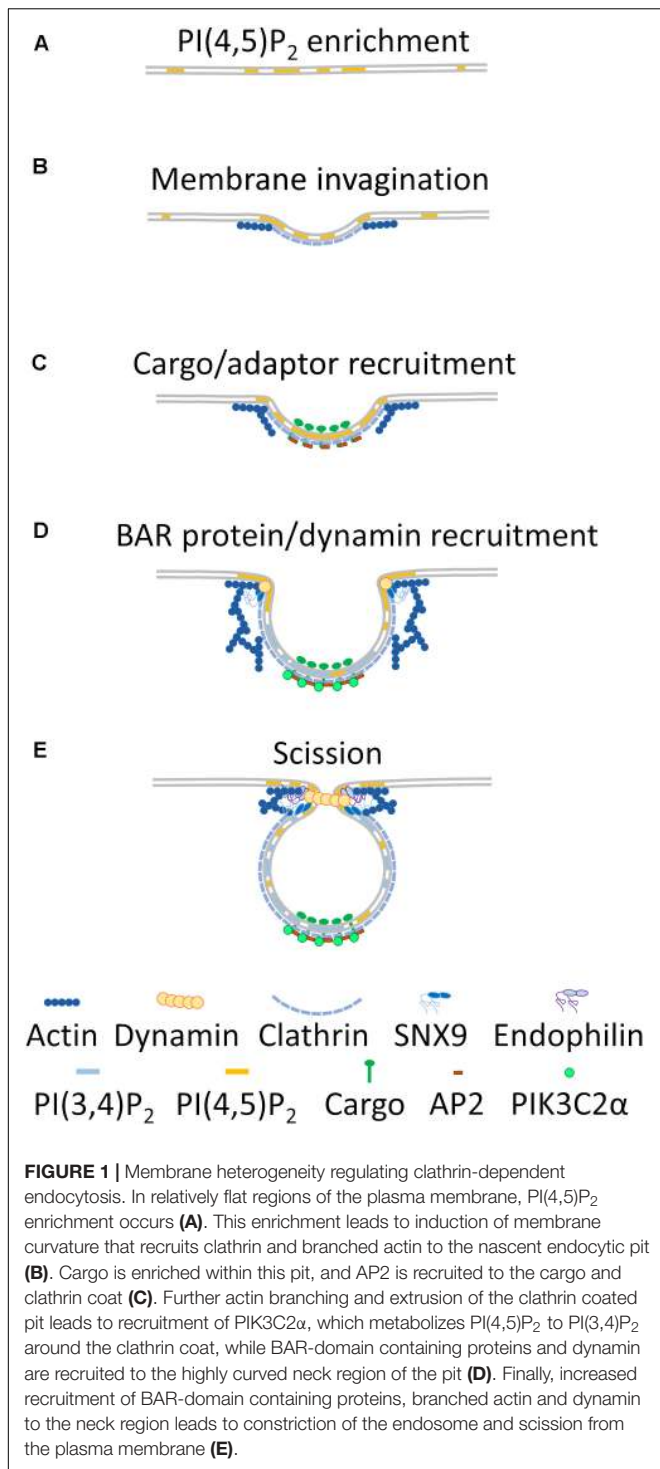 A
PI(4,5)P₂ enrichment
B
Membrane invagination
C
Cargo/adaptor recruitment
D
BAR protein/dynamin recruitment
E
Scission
Actin Dynamin Clathrin SNX9 Endophilin
PI(3,4)P₂ PI(4,5)P₂ Cargo AP2 PIK3C2α
FIGURE 1 | Membrane heterogeneity regulating clathrin-dependent
endocytosis. In relatively flat regions of the plasma membrane, PI(4,5)P₂
enrichment occurs (A). This enrichment leads to induction of membrane
curvature that recruits clathrin and branched actin to the nascent endocytic pit
(B). Cargo is enriched within this pit, and AP2 is recruited to the cargo and
clathrin coat (C). Further actin branching and extrusion of the clathrin coated
pit leads to recruitment of PIK3C2α, which metabolizes PI(4,5)P₂ to PI(3,4)P₂
around the clathrin coat, while BAR-domain containing proteins and dynamin
are recruited to the highly curved neck region of the pit (D). Finally, increased
recruitment of BAR-domain containing proteins, branched actin and dynamin
to the neck region leads to constriction of the endosome and scission from
the plasma membrane (E).